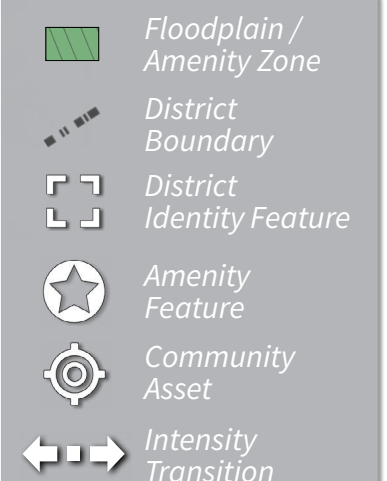 Floodplain /
Amenity Zone
District
Boundary
District
Identity Feature
Amenity
Feature
Community
Asset
Intensity
Transition